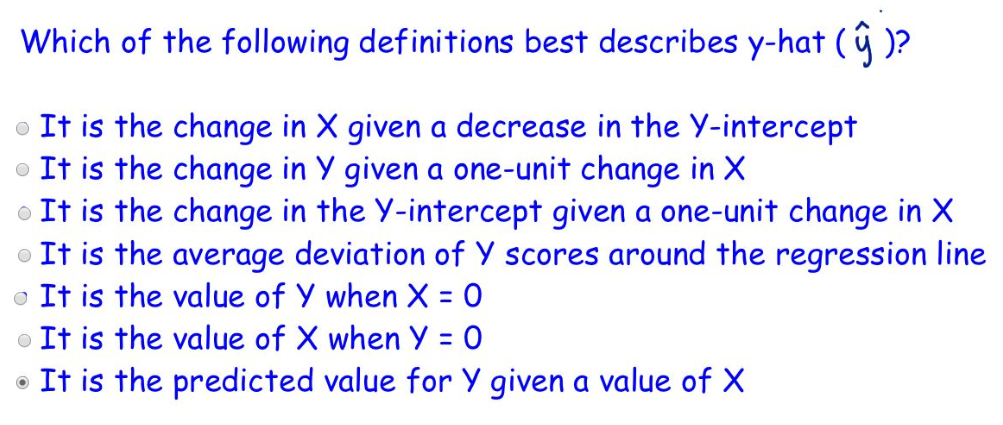 Which of the following definitions best describes y-hat ( ŷ )?
It is the change in X given a decrease in the Y-intercept
It is the change in Y given a one-unit change in X
It is the change in the Y-intercept given a one-unit change in X
It is the average deviation of Y scores around the regression line
It is the value of Y when X = 0
It is the value of X when Y = 0
It is the predicted value for Y given a value of X